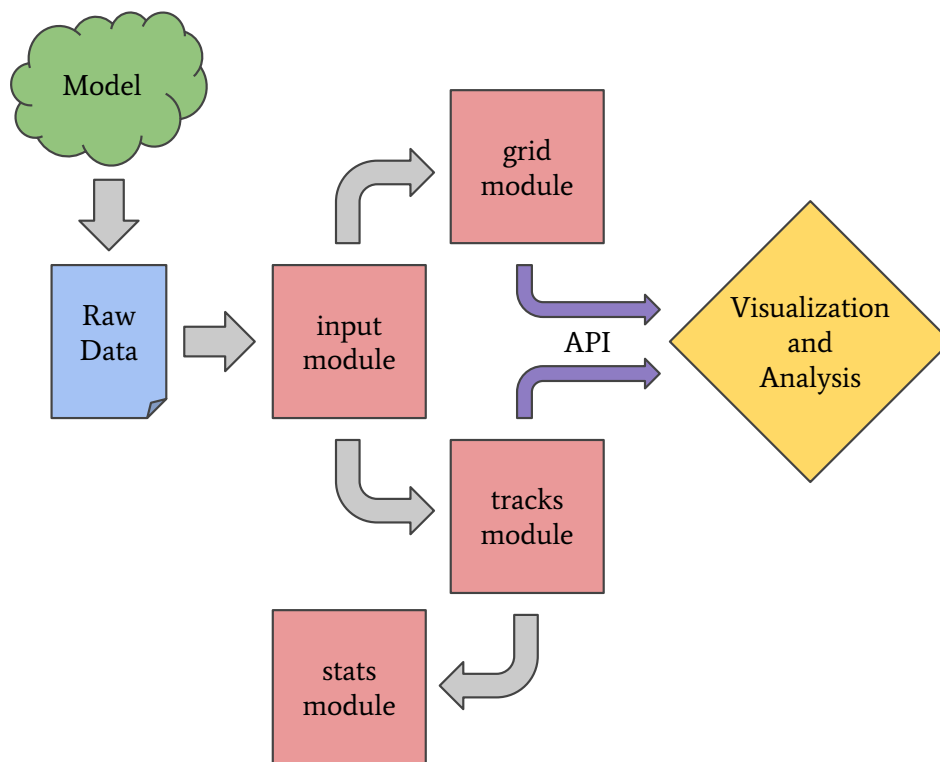 Model
grid
module
Raw
Data
input
module
API
Visualization
and
Analysis
tracks
module
stats
module